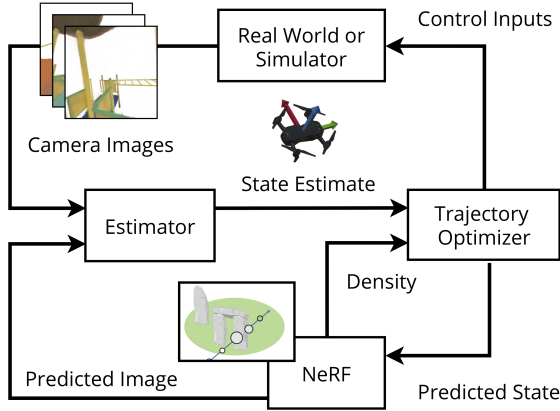 Control Inputs
Real World or
Simulator
Camera Images
State Estimate
Estimator
Trajectory
Optimizer
Density
NeRF
Predicted Image
Predicted State